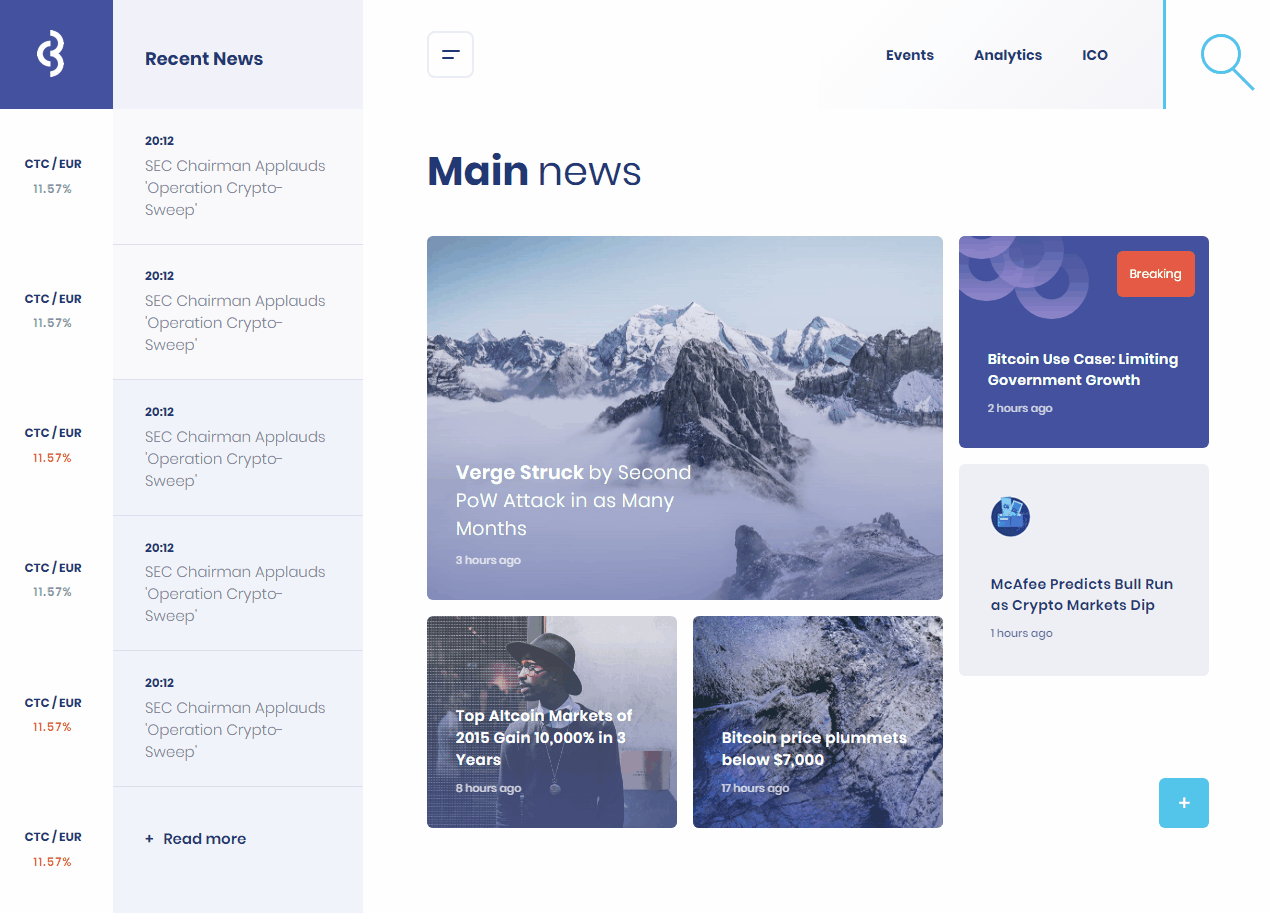 Recent News
Events
Analytics
ICO
CTC / EUR
11.57%
CTC / EUR
11.57%
CTC / EUR
11.57%
CTC / EUR
11.57%
CTC / EUR
11.57%
CTC / EUR
11.57%
20:12
SEC Chairman Applauds
'Operation Crypto-
Sweep'
20:12
SEC Chairman Applauds
'Operation Crypto-
Sweep'
20:12
SEC Chairman Applauds
'Operation Crypto-
Sweep'
20:12
SEC Chairman Applauds
'Operation Crypto-
Sweep'
20:12
SEC Chairman Applauds
'Operation Crypto-
Sweep'
+ Read more
Main news
Verge Struck by Second
PoW Attack in as Many
Months
3 hours ago
Breaking
Bitcoin Use Case: Limiting
Government Growth
2 hours ago
McAfee Predicts Bull Run
as Crypto Markets Dip
1 hours ago
Top Altcoin Markets of
2015 Gain 10,000% in 3
Years
8 hours ago
Bitcoin price plummets
below $7,000
17 hours ago
+